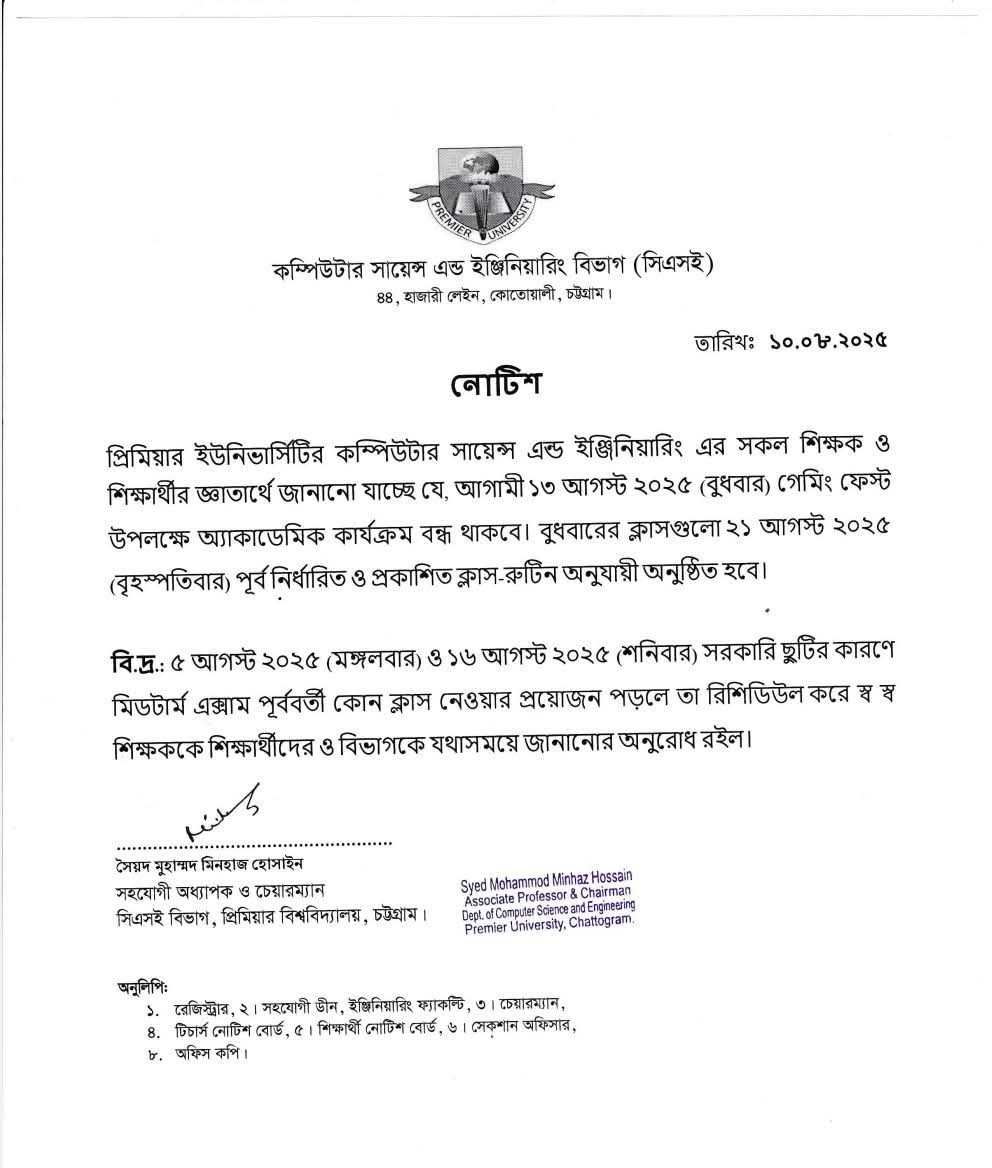 PREMIER UNIVERSITY
কম্পিউটার সায়েন্স এন্ড ইঞ্জিনিয়ারিং বিভাগ (সিএসই)
৪৪, হাজারী লেইন, কোতোয়ালী, চট্টগ্রাম।
তারিখঃ ১০.০৮.২০২৫
নোটিশ
প্রিমিয়ার ইউনিভার্সিটির কম্পিউটার সায়েন্স এন্ড ইঞ্জিনিয়ারিং এর সকল শিক্ষক ও
শিক্ষার্থীর জ্ঞাতার্থে জানানো যাচ্ছে যে, আগামী ১৩ আগস্ট ২০২৫ (বুধবার) গেমিং ফেস্ট
উপলক্ষে অ্যাকাডেমিক কার্যক্রম বন্ধ থাকবে। বুধবারের ক্লাসগুলো ২১ আগস্ট ২০২৫
(বৃহস্পতিবার) পূর্ব নির্ধারিত ও প্রকাশিত ক্লাস-রুটিন অনুযায়ী অনুষ্ঠিত হবে।
বি.দ্র.: ৫ আগস্ট ২০২৫ (মঙ্গলবার) ও ১৬ আগস্ট ২০২৫ (শনিবার) সরকারি ছুটির কারণে
মিডটার্ম এক্সাম পূর্ববর্তী কোন ক্লাস নেওয়ার প্রয়োজন পড়লে তা রিশিডিউল করে স্ব স্ব
শিক্ষককে শিক্ষার্থীদের ও বিভাগকে যথাসময়ে জানানোর অনুরোধ রইল।
সৈয়দ মুহাম্মদ মিনহাজ হোসাইন
সহযোগী অধ্যাপক ও চেয়ারম্যান
সিএসই বিভাগ, প্রিমিয়ার বিশ্ববিদ্যালয়, চট্টগ্রাম।
Syed Mohammod Minhaz Hossain
Associate Professor & Chairman
Dept. of Computer Science and Engineering
Premier University, Chattogram.
অনুলিপিঃ
১. রেজিস্ট্রার, ২। সহযোগী ডীন, ইঞ্জিনিয়ারিং ফ্যাকাল্টি, ৩। চেয়ারম্যান,
৪. টিচার্স নোটিশ বোর্ড, ৫। শিক্ষার্থী নোটিশ বোর্ড, ৬। সেকশান অফিসার,
৮. অফিস কপি।